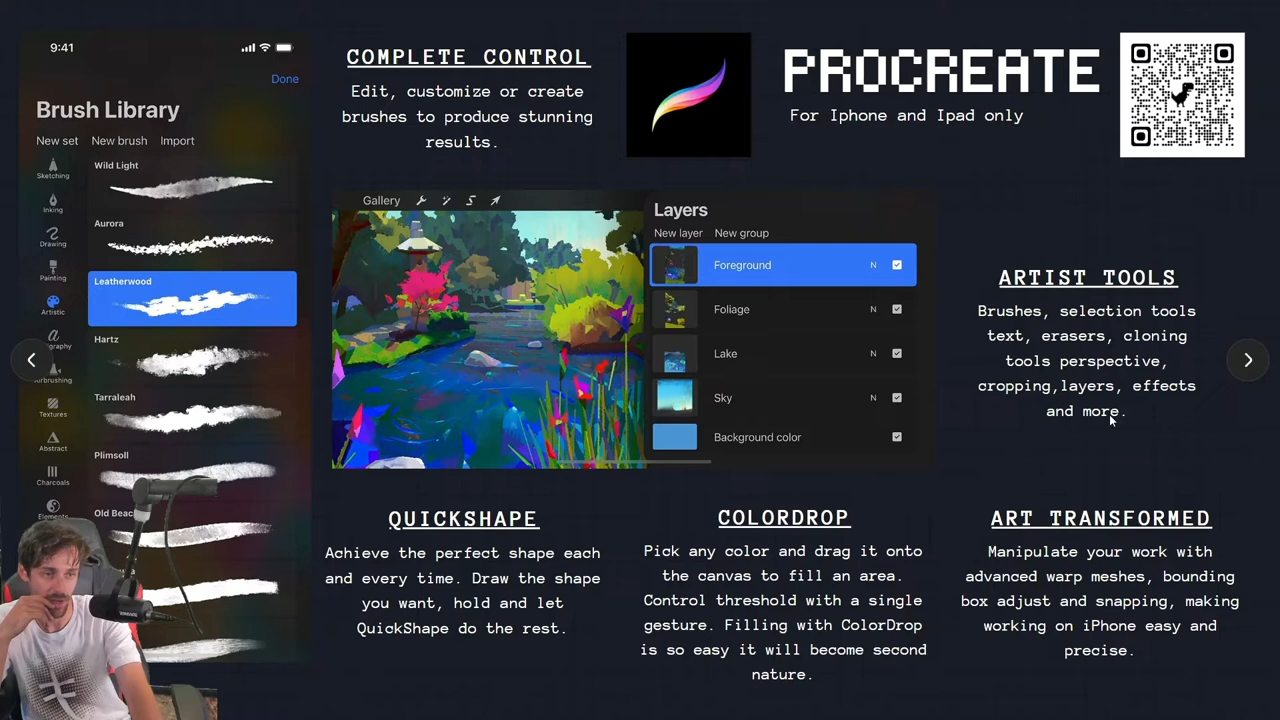 9:41
Done
Brush Library
New set New brush Import
Sketching
Inking
Drawing
Painting
Artistic
Airbrushing
Textures
Abstract
Charcoals
Elements
Wild Light
Aurora
Leatherwood
Hartz
Tarraleah
Plimsoll
COMPLETE CONTROL
Edit, customize or create
brushes to produce stunning
results.
PROCREATE
For Iphone and Ipad only
Gallery
Layers
New layer New group
Foreground N
Foliage N
Lake N
Sky N
Background color
ARTIST TOOLS
Brushes, selection tools
text, erasers, cloning
tools perspective,
cropping,layers, effects
and more.
QUICKSHAPE
Achieve the perfect shape each
and every time. Draw the shape
you want, hold and let
QuickShape do the rest.
COLORDROP
Pick any color and drag it onto
the canvas to fill an area.
Control threshold with a single
gesture. Filling with ColorDrop
is so easy it will become second
nature.
ART TRANSFORMED
Manipulate your work with
advanced warp meshes, bounding
box adjust and snapping, making
working on iPhone easy and
precise.